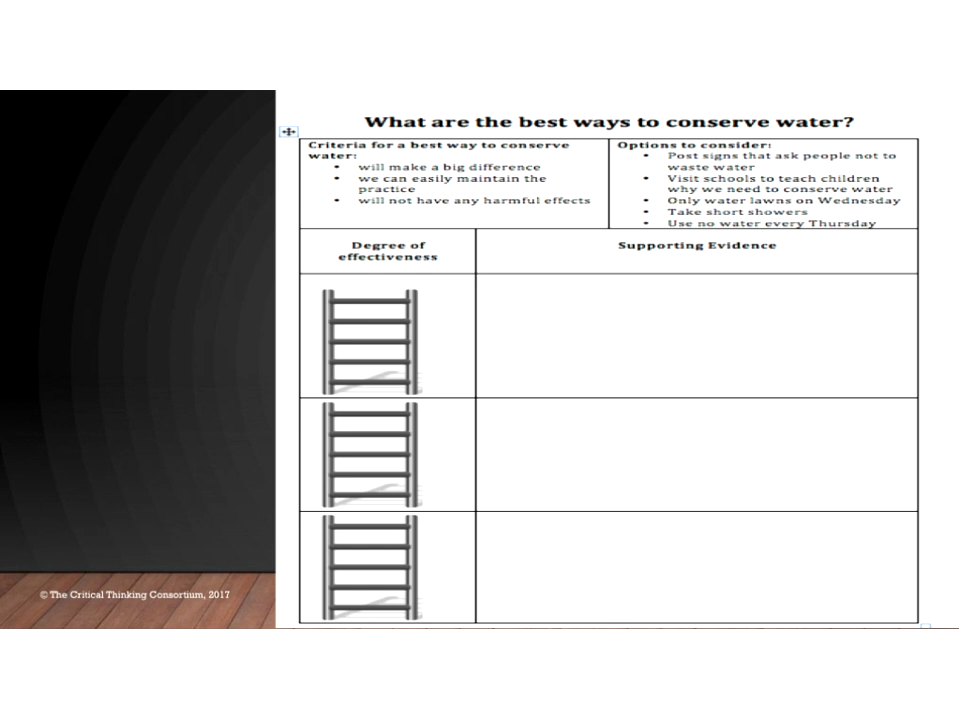 What are the best ways to conserve water?
Criteria for a best way to conserve
water:
• will make a big difference
• we can easily maintain the
practice
• will not have any harmful effects
Options to consider:
• Post signs that ask people not to
waste water
• Visit schools to teach children
why we need to conserve water
• Only water lawns on Wednesday
• Take short showers
• Use no water every Thursday
Degree of
effectiveness
Supporting Evidence
© The Critical Thinking Consortium, 2017